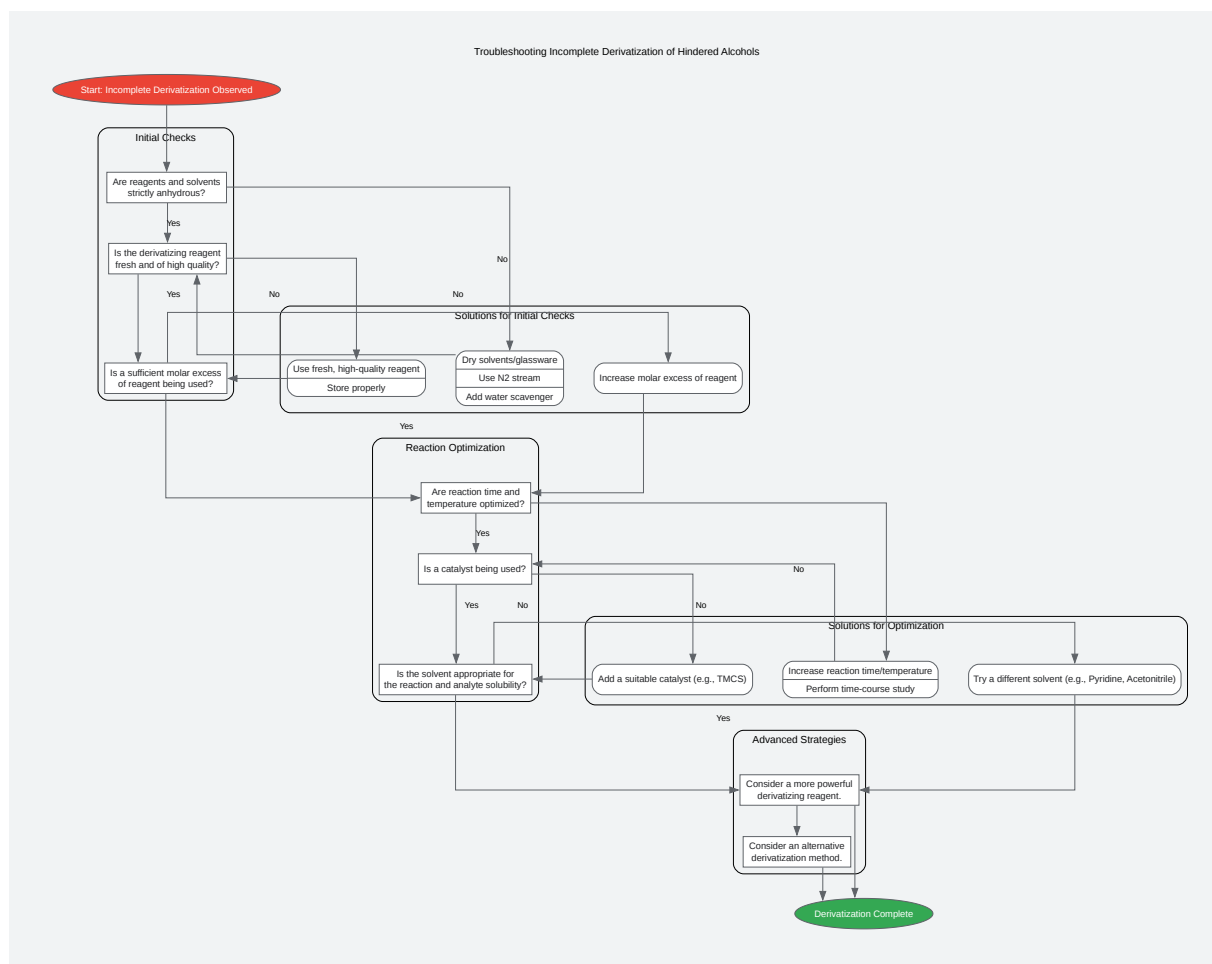 Troubleshooting Incomplete Derivatization of Hindered Alcohols
Start: Incomplete Derivatization Observed
Initial Checks
Are reagents and solvents
strictly anhydrous?
Yes
Is the derivatizing reagent
fresh and of high quality?
No
Yes
No
No
Solutions for Initial Checks
Is a sufficient molar excess
of reagent being used?
Use fresh, high-quality reagent
Store properly
Dry solvents/glassware
Use N2 stream
Add water scavenger
Increase molar excess of reagent
Yes
Reaction Optimization
Are reaction time and
temperature optimized?
Yes
Is a catalyst being used?
No
Yes
No
No
Solutions for Optimization
Is the solvent appropriate for
the reaction and analyte solubility?
Add a suitable catalyst (e.g., TMCS)
Increase reaction time/temperature
Perform time-course study
Try a different solvent (e.g., Pyridine, Acetonitrile)
Yes
Advanced Strategies
Consider a more powerful
derivatizing reagent.
Consider an alternative
derivatization method.
Derivatization Complete